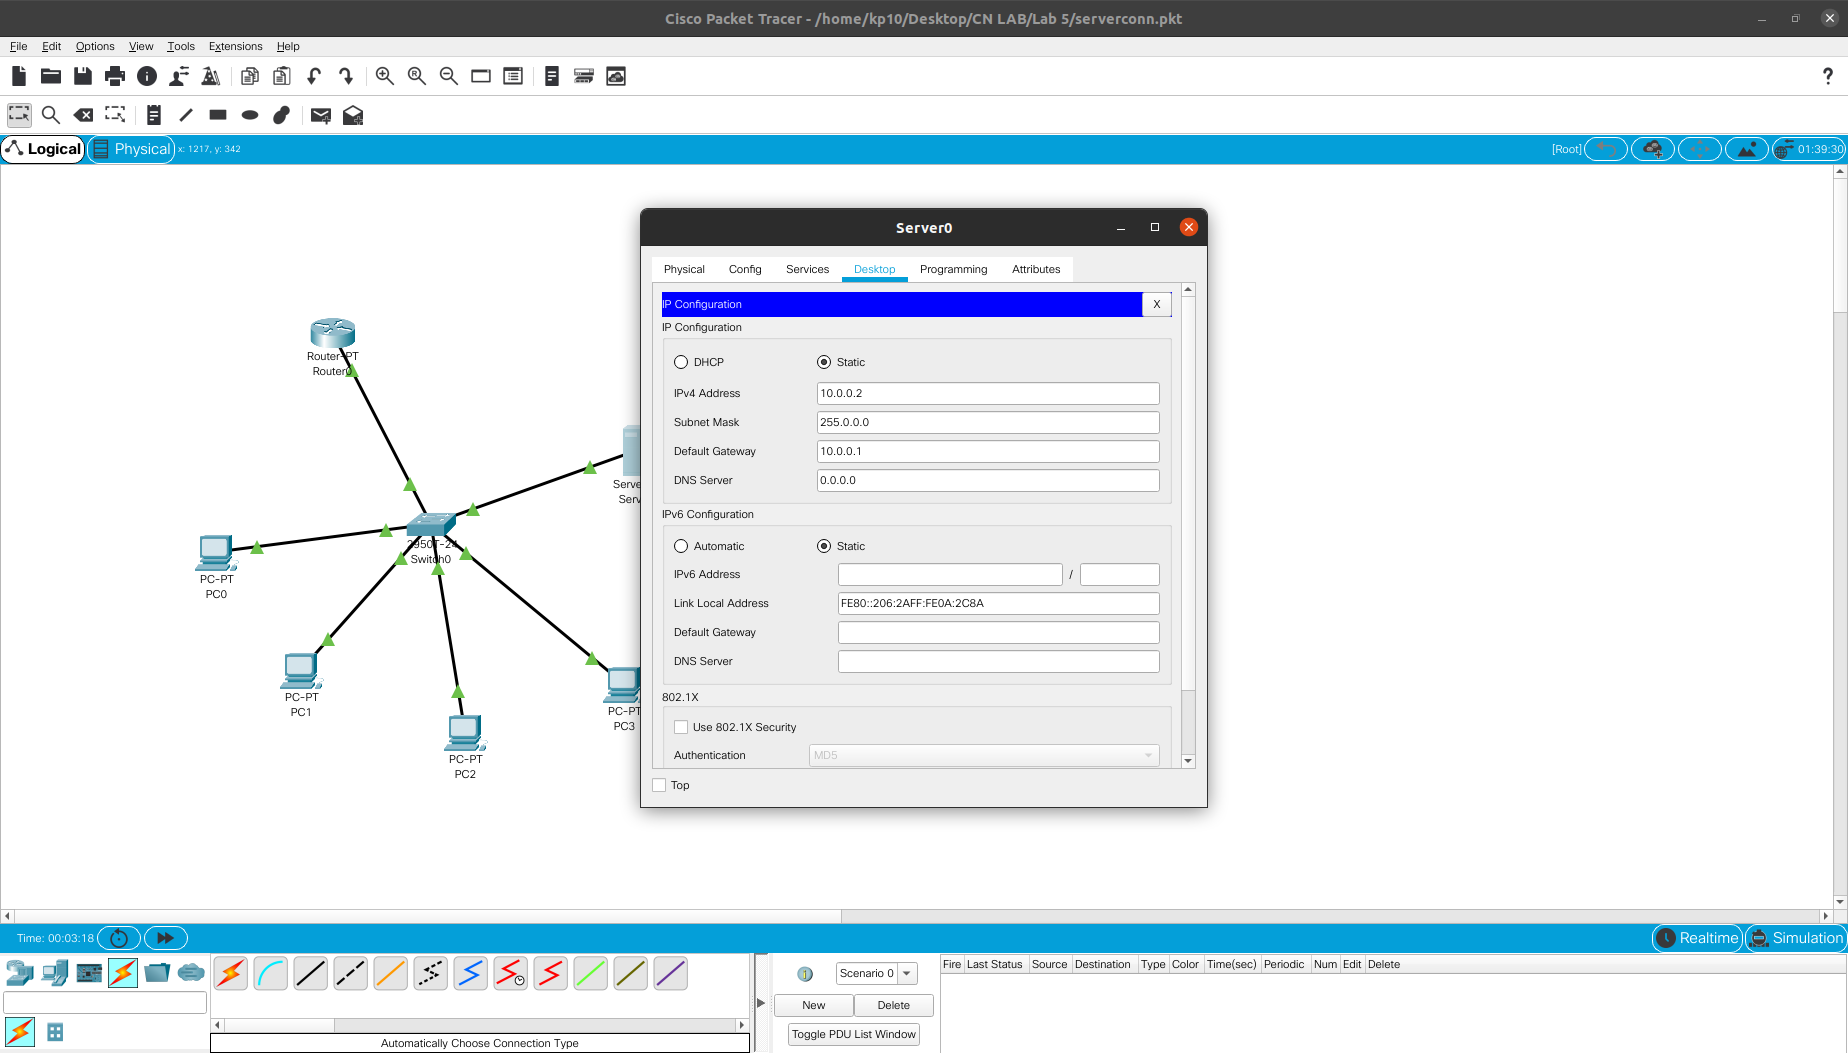 Cisco Packet Tracer - /home/kp10/Desktop/CN LAB/Lab 5/serverconn.pkt
File Edit Options View Tools Extensions Help
?
Logical Physical x: 1217, y: 342 [Root] 01:39:30
Server0
Physical Config Services Desktop Programming Attributes
IP Configuration X
IP Configuration
DHCP Static
IPv4 Address 10.0.0.2
Subnet Mask 255.0.0.0
Default Gateway 10.0.0.1
DNS Server 0.0.0.0
IPv6 Configuration
Automatic Static
IPv6 Address /
Link Local Address FE80::206:2AFF:FE0A:2C8A
Default Gateway
DNS Server
802.1X
Use 802.1X Security
Authentication MD5
Top
Router-PT
Router0
Serve
Serv
2950T-24
Switch0
PC-PT
PC0
PC-PT
PC1
PC-PT
PC2
PC-PT
PC3
Time: 00:03:18 Realtime Simulation
Scenario 0
New Delete
Toggle PDU List Window
Fire Last Status Source Destination Type Color Time(sec) Periodic Num Edit Delete
Automatically Choose Connection Type